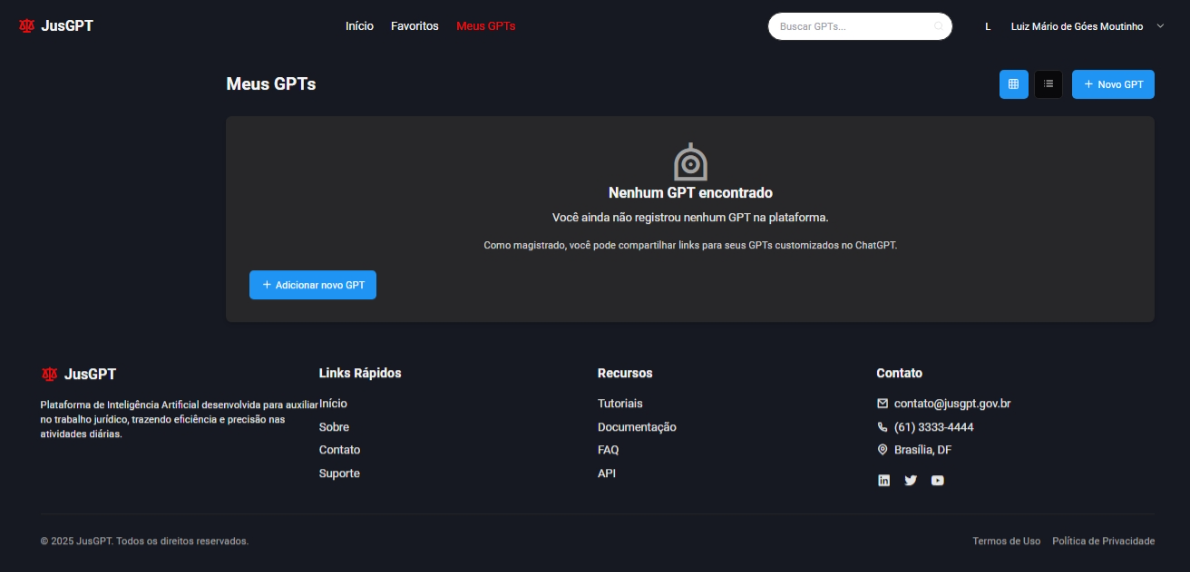 JusGPT
Início Favoritos Meus GPTs
Buscar GPTs...
L Luiz Mário de Góes Moutinho
Meus GPTs
+ Novo GPT
Nenhum GPT encontrado
Você ainda não registrou nenhum GPT na plataforma.
Como magistrado, você pode compartilhar links para seus GPTs customizados no ChatGPT.
+ Adicionar novo GPT
JusGPT
Plataforma de Inteligência Artificial desenvolvida para auxiliar
no trabalho jurídico, trazendo eficiência e precisão nas
atividades diárias.
Links Rápidos
Início
Sobre
Contato
Suporte
Recursos
Tutoriais
Documentação
FAQ
API
Contato
contato@jusgpt.gov.br
(61) 3333-4444
Brasília, DF
© 2025 JusGPT. Todos os direitos reservados.
Termos de Uso Política de Privacidade